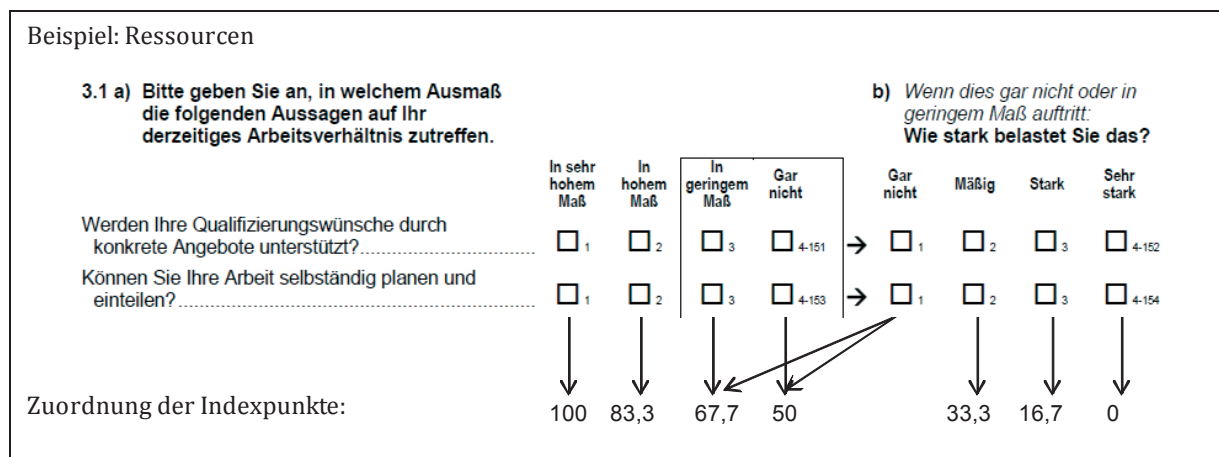 Beispiel: Ressourcen
3.1 a) Bitte geben Sie an, in welchem Ausmaß
die folgenden Aussagen auf Ihr
derzeitiges Arbeitsverhältnis zutreffen.
b) Wenn dies gar nicht oder in
geringem Maß auftritt:
Wie stark belastet Sie das?
In sehr hohem Maß
In hohem Maß
In geringem Maß
Gar nicht
Gar nicht
Mäßig
Stark
Sehr stark
Werden Ihre Qualifizierungswünsche durch
konkrete Angebote unterstützt? 1 2 3 4-151 → 1 2 3 4-152
Können Sie Ihre Arbeit selbständig planen und
einteilen? 1 2 3 4-153 → 1 2 3 4-154
Zuordnung der Indexpunkte: 100 83,3 67,7 50 33,3 16,7 0